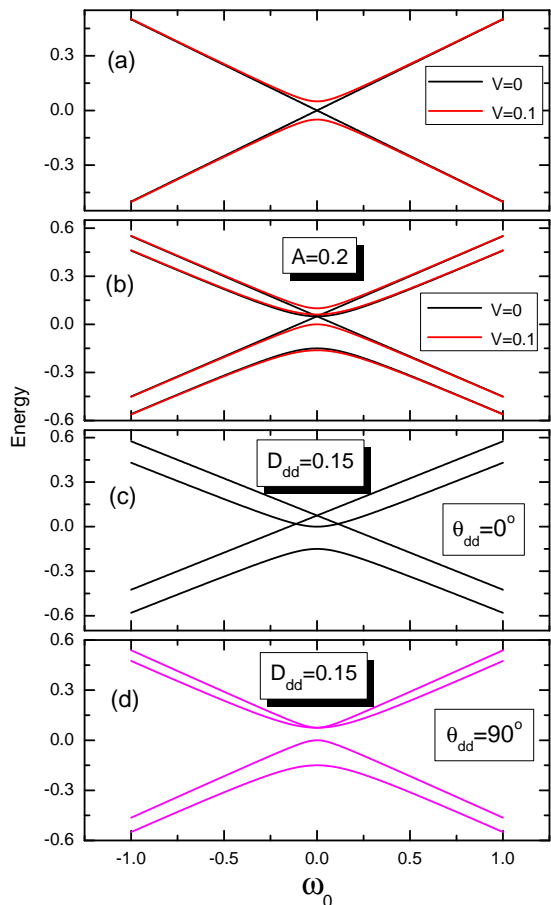 (a)
V=0
V=0.1
0.3
0.0
-0.3
(b)
A=0.2
V=0
V=0.1
0.6
0.3
0.0
-0.3
-0.6
Energy
(c)
D_dd=0.15
θ_dd=0°
0.6
0.3
0.0
-0.3
-0.6
(d)
D_dd=0.15
θ_dd=90°
0.6
0.3
0.0
-0.3
-0.6
-1.0 -0.5 0.0 0.5 1.0
ω_0